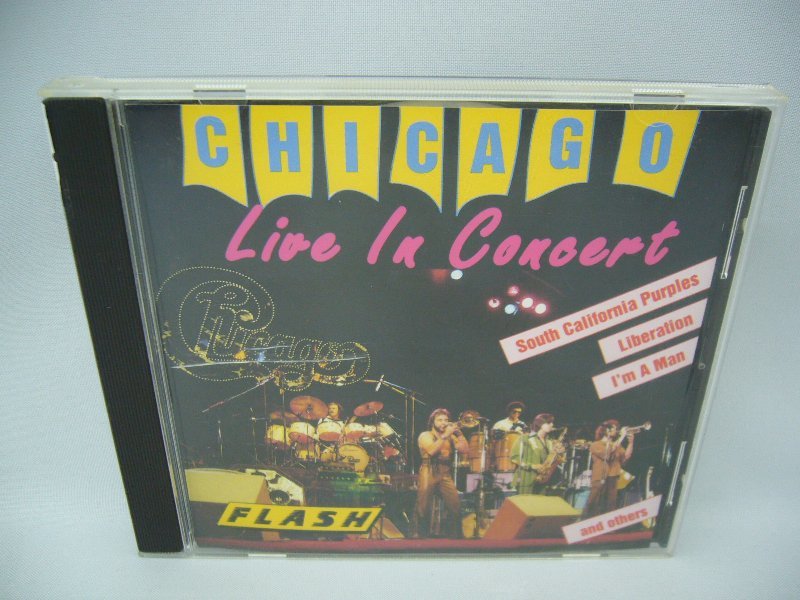 CHICAGO
Live In Concert
South California Purples
Liberation
I'm A Man
Chicago
FLASH
and others